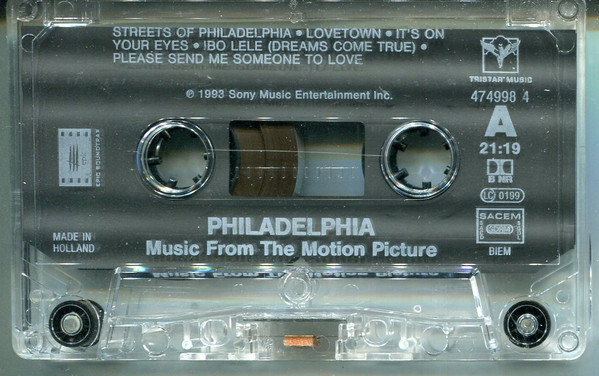 STREETS OF PHILADELPHIA • LOVETOWN • IT'S ON
YOUR EYES • IBO LELE (DREAMS COME TRUE) •
PLEASE SEND ME SOMEONE TO LOVE
TRISTAR MUSIC
℗ 1993 Sony Music Entertainment Inc.
474998 4
A
21:19
B NR
LC 0199
EPIC SOUNDTRAX
SACEM
BIEM
MADE IN
HOLLAND
PHILADELPHIA
Music From The Motion Picture